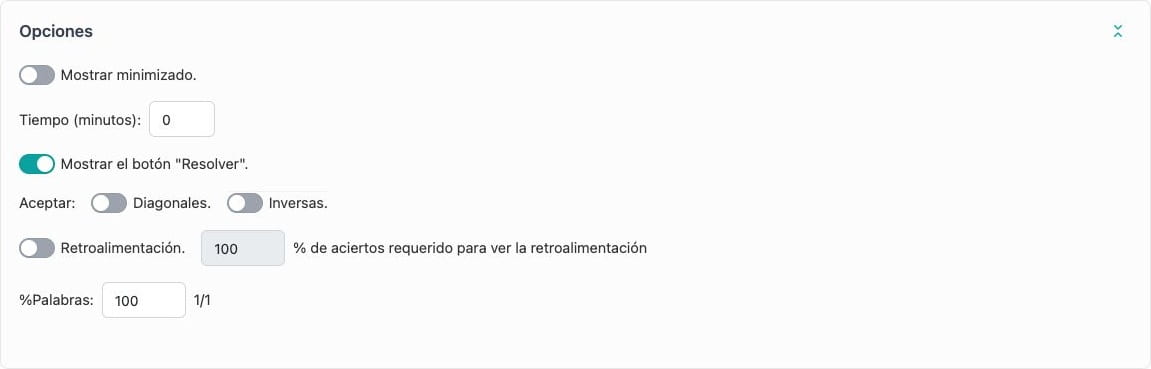 Opciones
Mostrar minimizado.
Tiempo (minutos): 0
Mostrar el botón "Resolver".
Aceptar: Diagonales. Inversas.
Retroalimentación. 100 % de aciertos requerido para ver la retroalimentación
%Palabras: 100 1/1